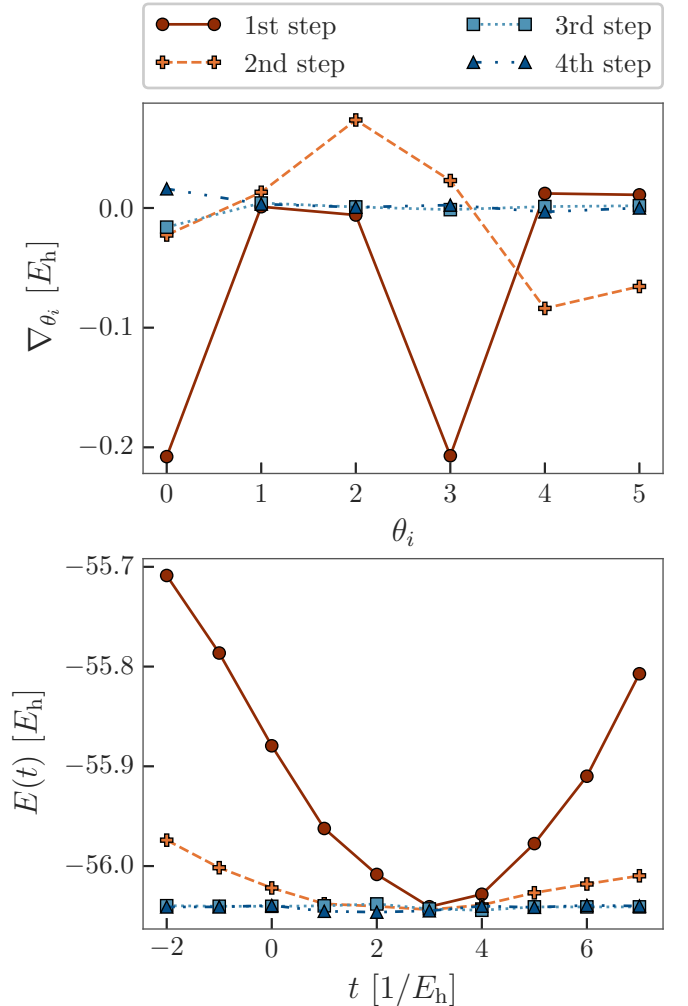 1st step 3rd step
2nd step 4th step
0.0
−0.1
−0.2
∇θᵢ [Eₕ]
0 1 2 3 4 5
θᵢ
−55.7
−55.8
−55.9
−56.0
E(t) [Eₕ]
−2 0 2 4 6
t [1/Eₕ]